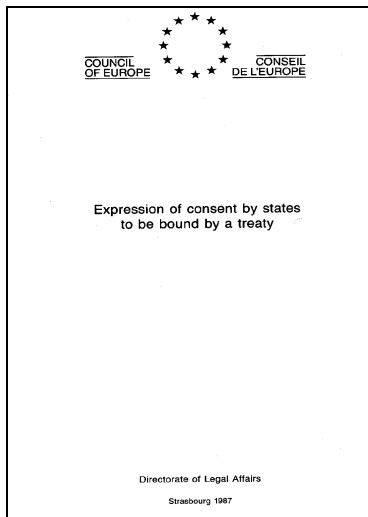 COUNCIL
OF EUROPE
CONSEIL
DE L'EUROPE
Expression of consent by states
to be bound by a treaty
Directorate of Legal Affairs
Strasbourg 1987